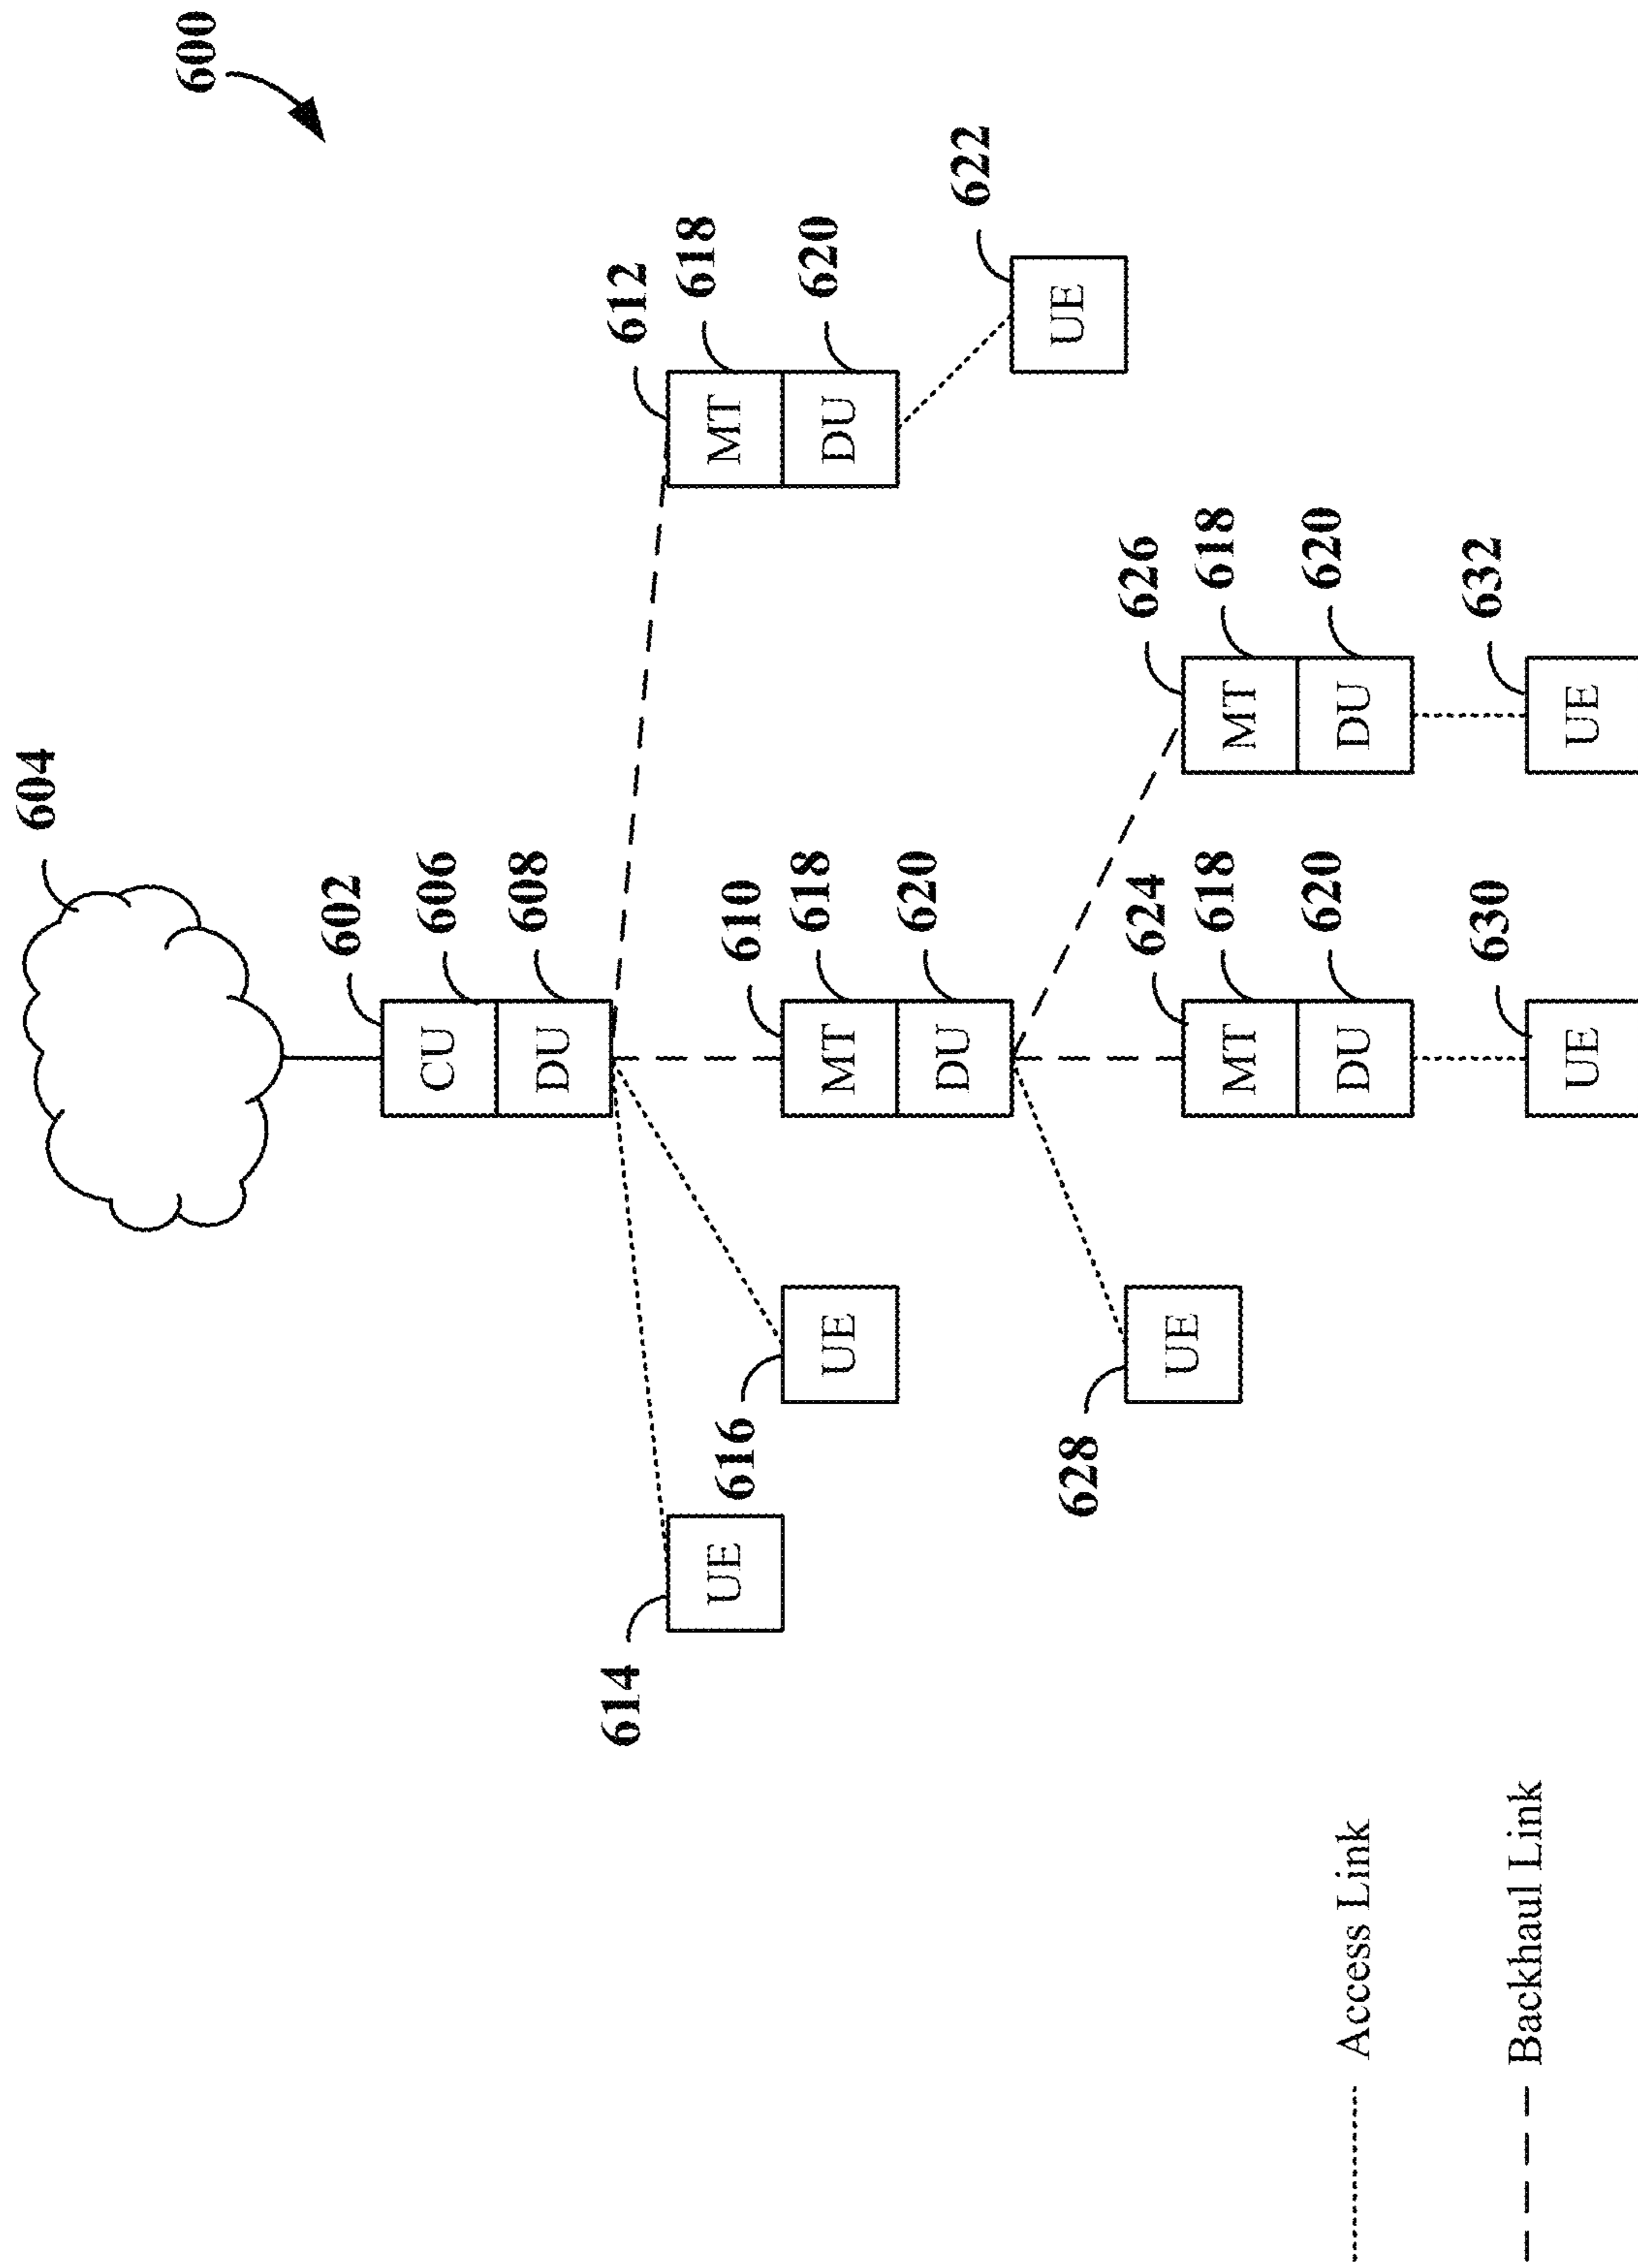 600
604
602
CU
606
DU
608
614
UE
616
UE
610
MT
618
DU
620
612
MT
618
DU
620
622
UE
628
UE
624
MT
618
DU
620
626
MT
618
DU
620
630
UE
632
UE
Access Link
Backhaul Link